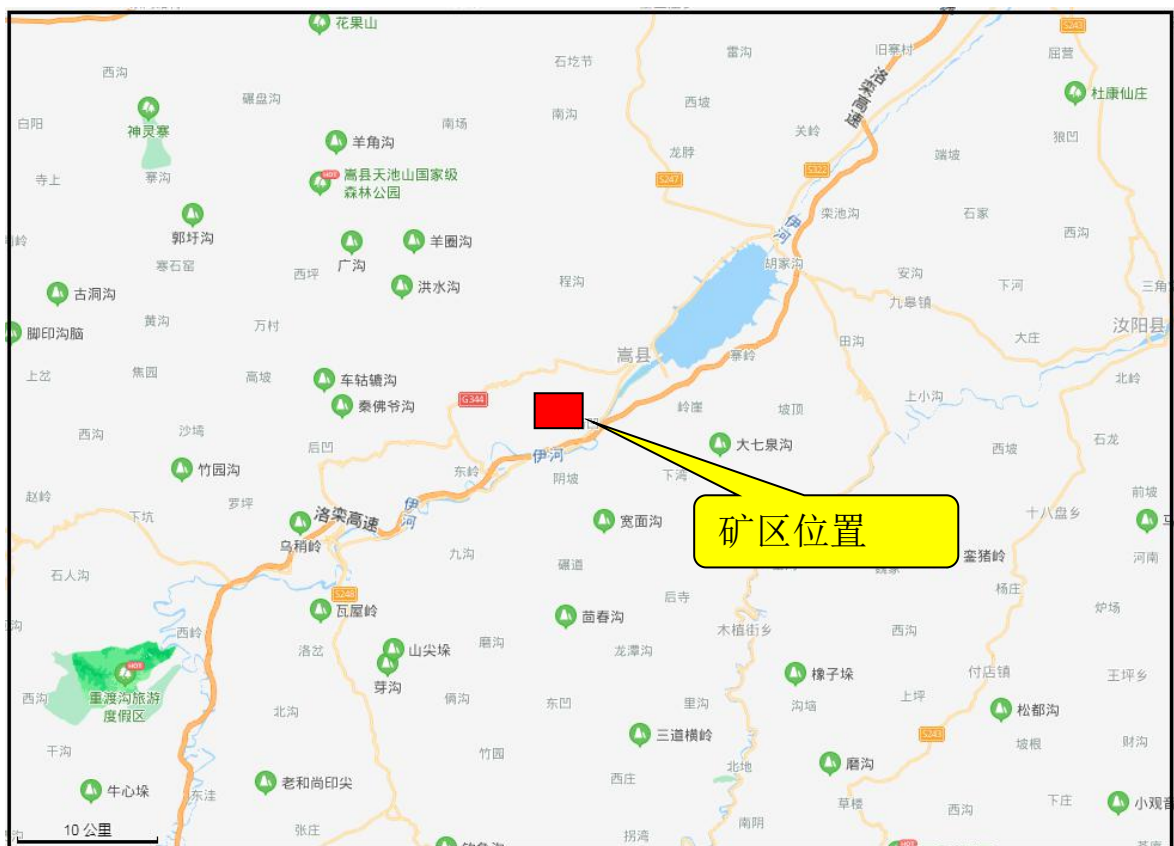 花果山
屈营
旧寨村
雷沟
石圪节
西沟
洛栾高速
碾盘沟
西坡
杜康仙庄
神灵寨
白阳
南场
南沟
关岭
狼凹
羊角沟
龙脖
端坡
S322
S247
寺上
寨沟
嵩县天池山国家级
森林公园
郭圩沟
栾池沟
石家
伊河
西沟
广沟
羊圈沟
胡家沟
寒石窑
西坪
洪水沟
程沟
安沟
下河
古洞沟
九皋镇
三角
黄沟
万村
汝阳县
脚印沟脑
田沟
大庄
嵩县
寨岭
上岔
焦园
高坡
车轱辘沟
北岭
G344
秦佛爷沟
岭崖
坡顶
上小沟
西沟
沙塆
后凹
凹
大七泉沟
石龙
西坡
竹园沟
东岭
伊河
阴坡
下湾
赵岭
罗坪
伊河
前坡
下坑
洛栾高速
宽面沟
矿区位置
十八盘乡
乌稍岭
九沟
碾道
銮猪岭
河南
石人沟
后寺
杨庄
S248
瓦屋岭
茴春沟
炉场
西岭
木植街乡
西沟
洛岔
山尖垛
磨沟
龙潭沟
芽沟
橡子垛
付店镇
王坪乡
重渡沟旅游
度假区
西沟
北沟
俩沟
东凹
里沟
沟垴
上坪
松都沟
三道横岭
S243
坡根
财沟
干沟
竹园
北地
磨沟
老和尚印尖
西庄
牛心垛
东洼
草楼
西沟
下庄
小观音
10 公里
张庄
南阴
拐湾